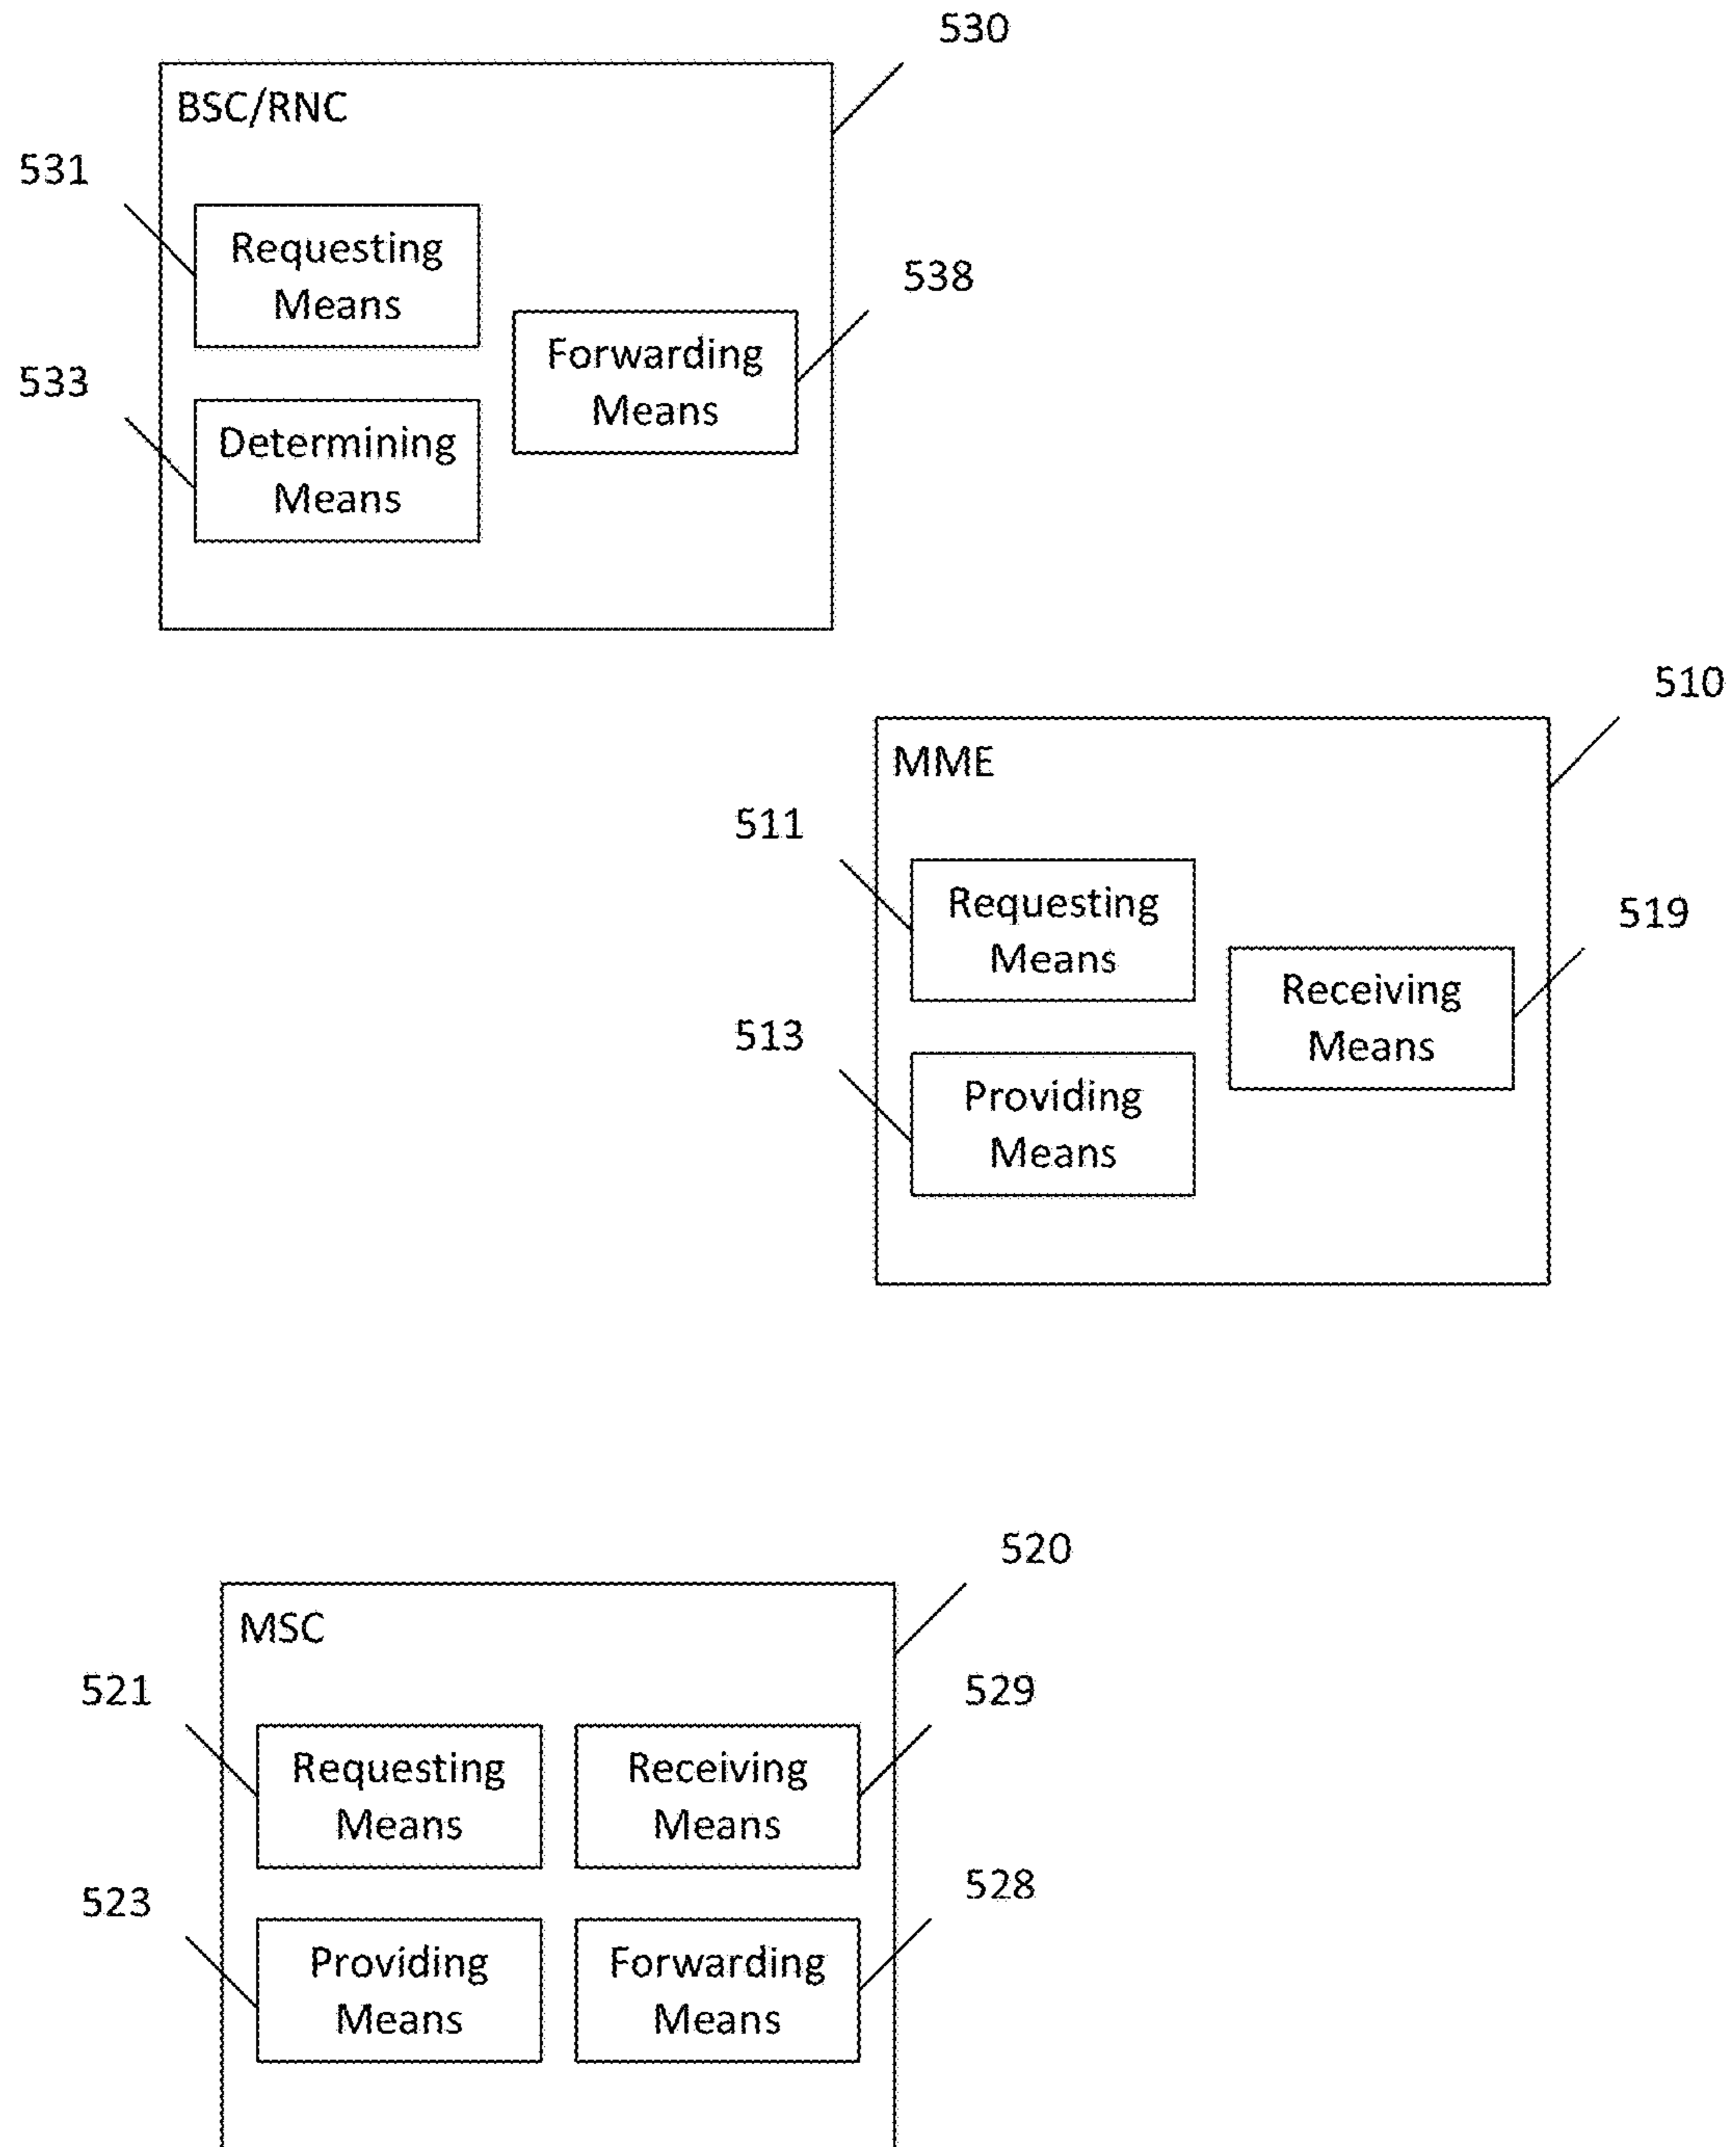 530
BSC/RNC
531
Requesting
Means
538
Forwarding
Means
533
Determining
Means
510
MME
511
Requesting
Means
519
Receiving
Means
513
Providing
Means
520
MSC
521
Requesting
Means
529
Receiving
Means
523
Providing
Means
528
Forwarding
Means